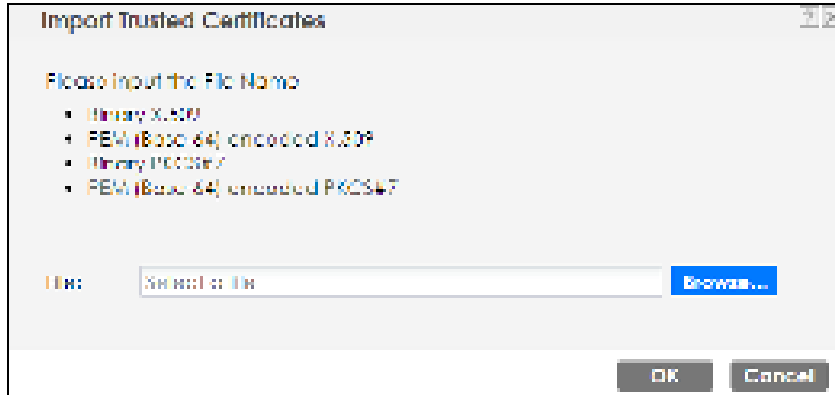 Import Trusted Certificates
Please input the File Name
• Binary X.509
• PEM (Base 64) encoded X.509
• Binary PKCS#7
• PEM (Base 64) encoded PKCS#7
File: Select a file Browse...
OK Cancel